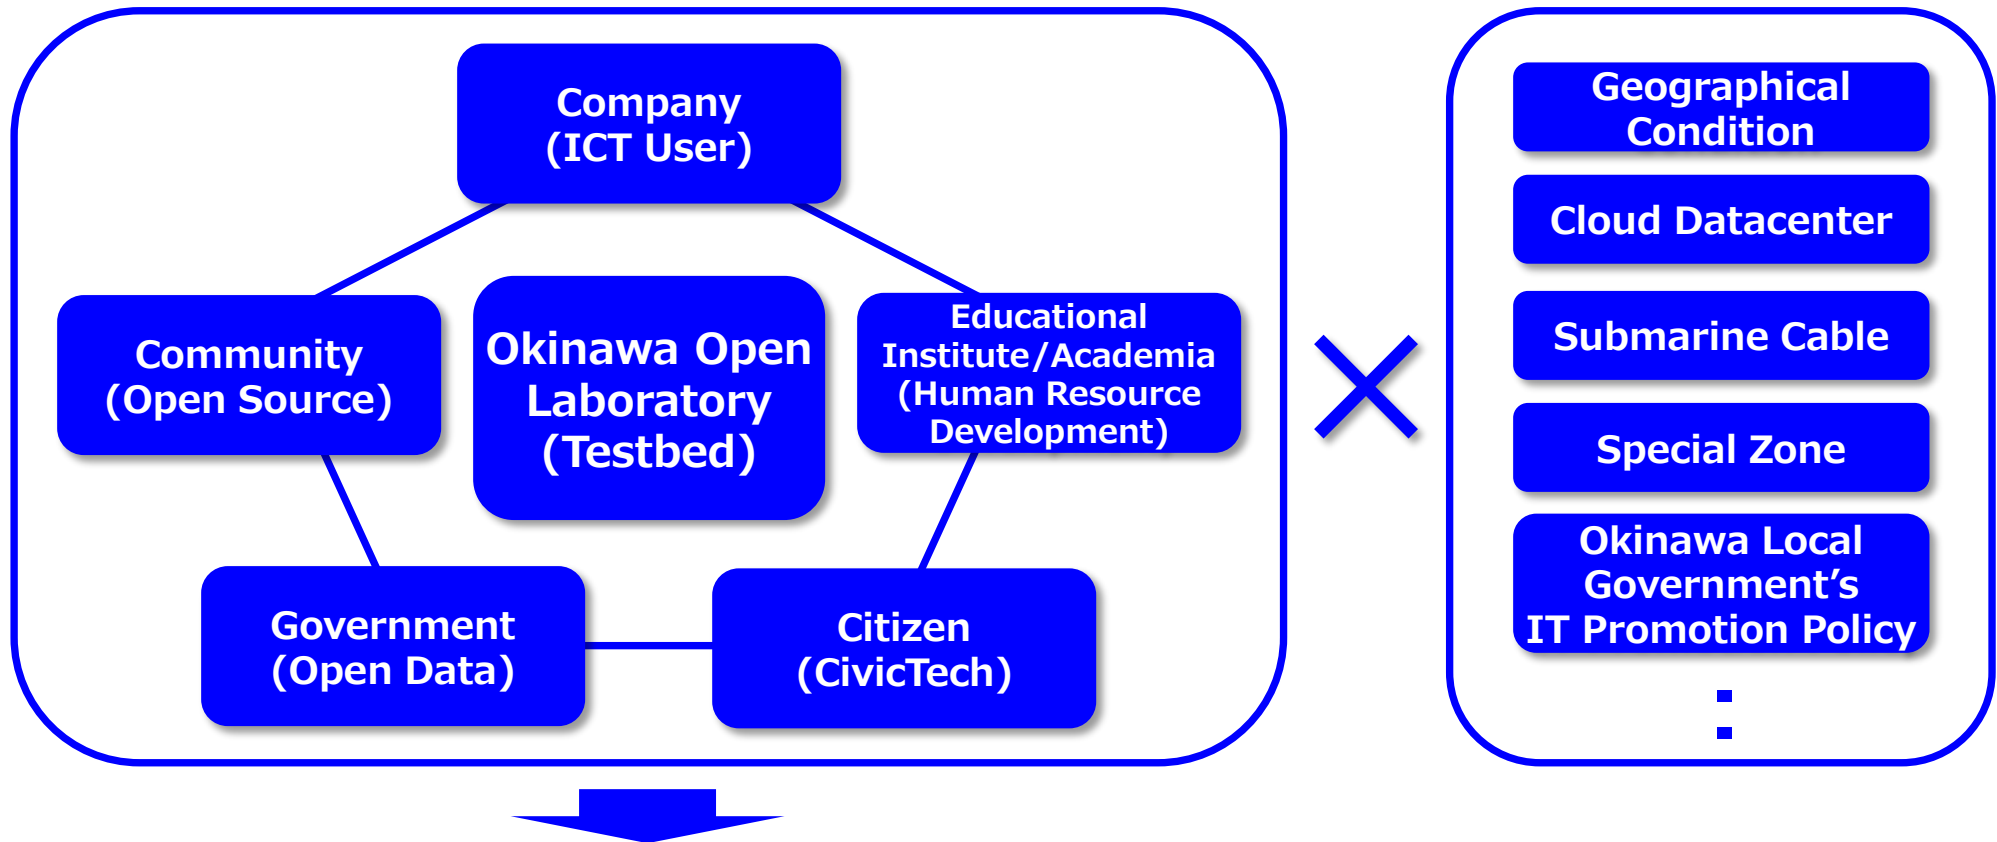 Company
(ICT User)
Community
(Open Source)
Okinawa Open
Laboratory
(Testbed)
Educational
Institute/Academia
(Human Resource
Development)
Government
(Open Data)
Citizen
(CivicTech)
Geographical
Condition
Cloud Datacenter
Submarine Cable
Special Zone
Okinawa Local
Government’s
IT Promotion Policy